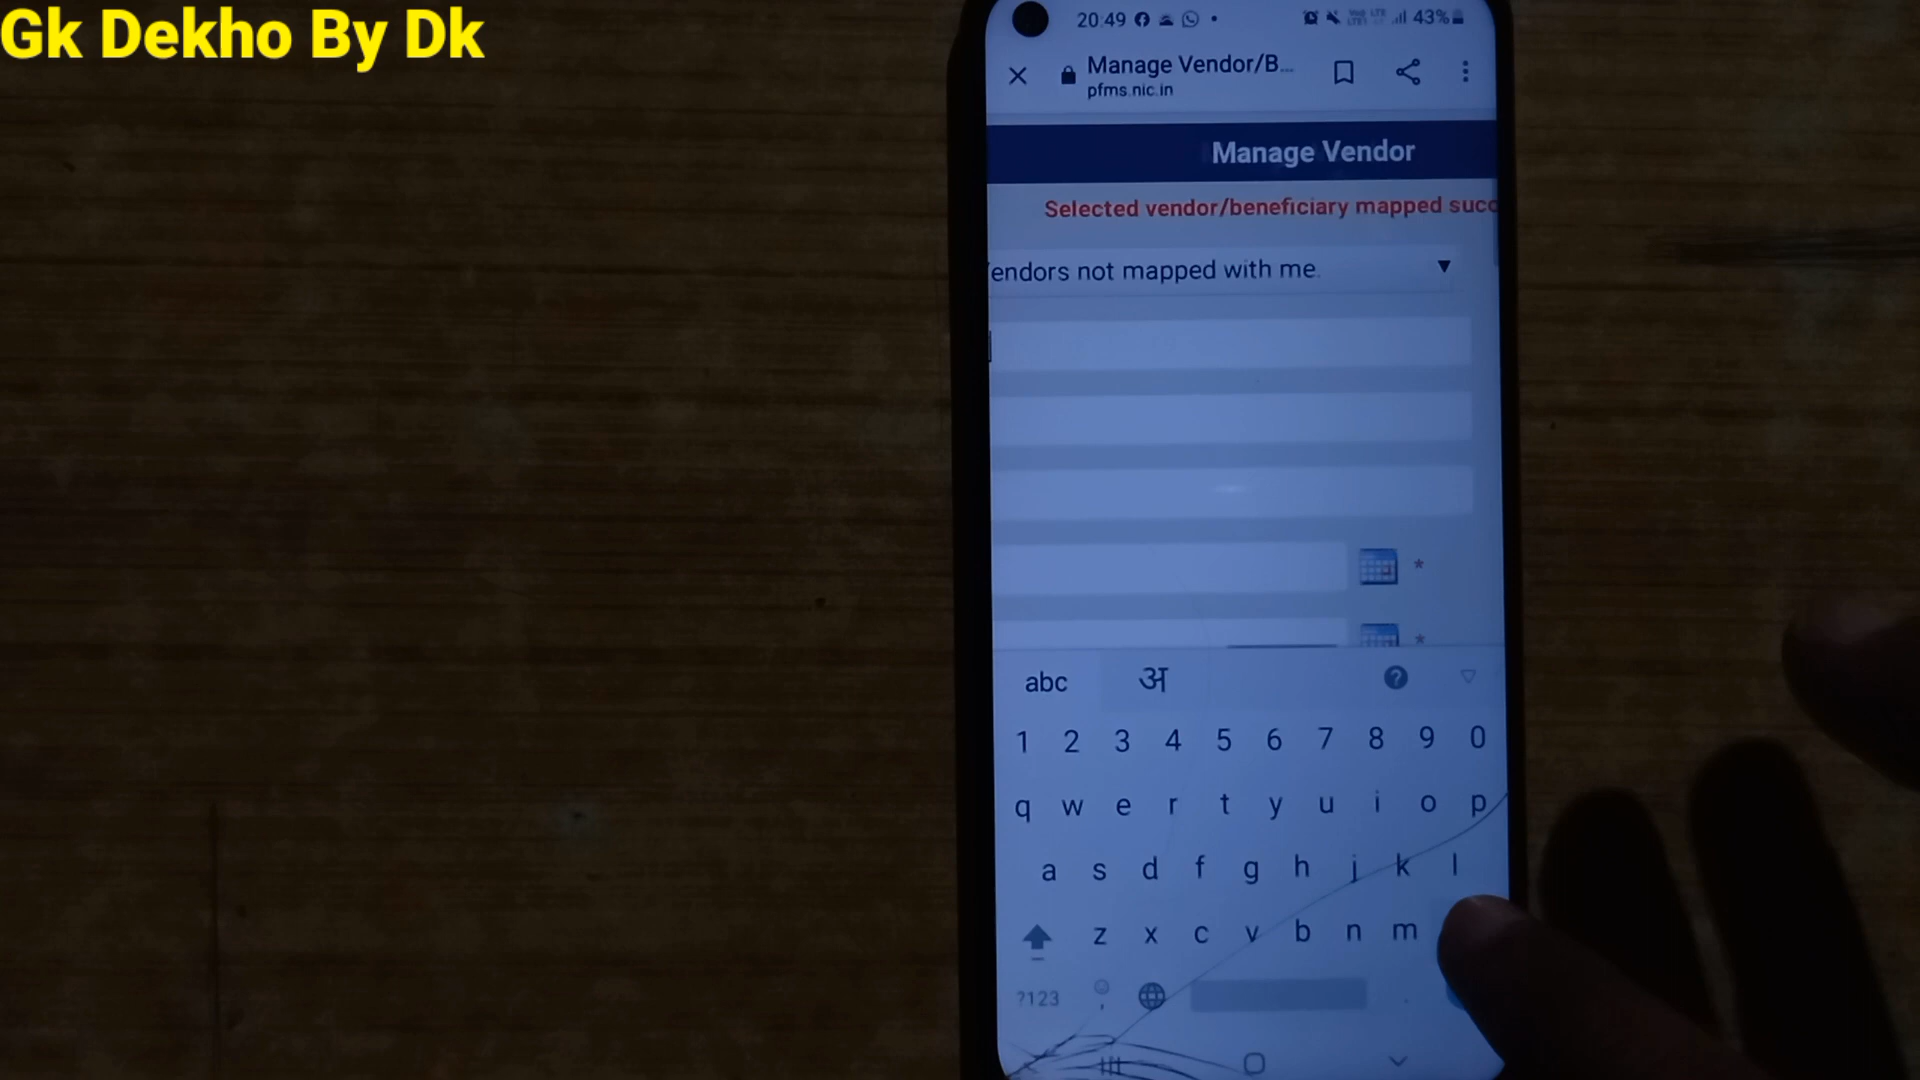 Gk Dekho By Dk
20:49
43%
Manage Vendor/B...
pfms.nic.in
Manage Vendor
Selected vendor/beneficiary mapped succ
endors not mapped with me.
*
*
abc अ ?
1 2 3 4 5 6 7 8 9 0
q w e r t y u i o p
a s d f g h j k l
z x c v b n m
?123 , .